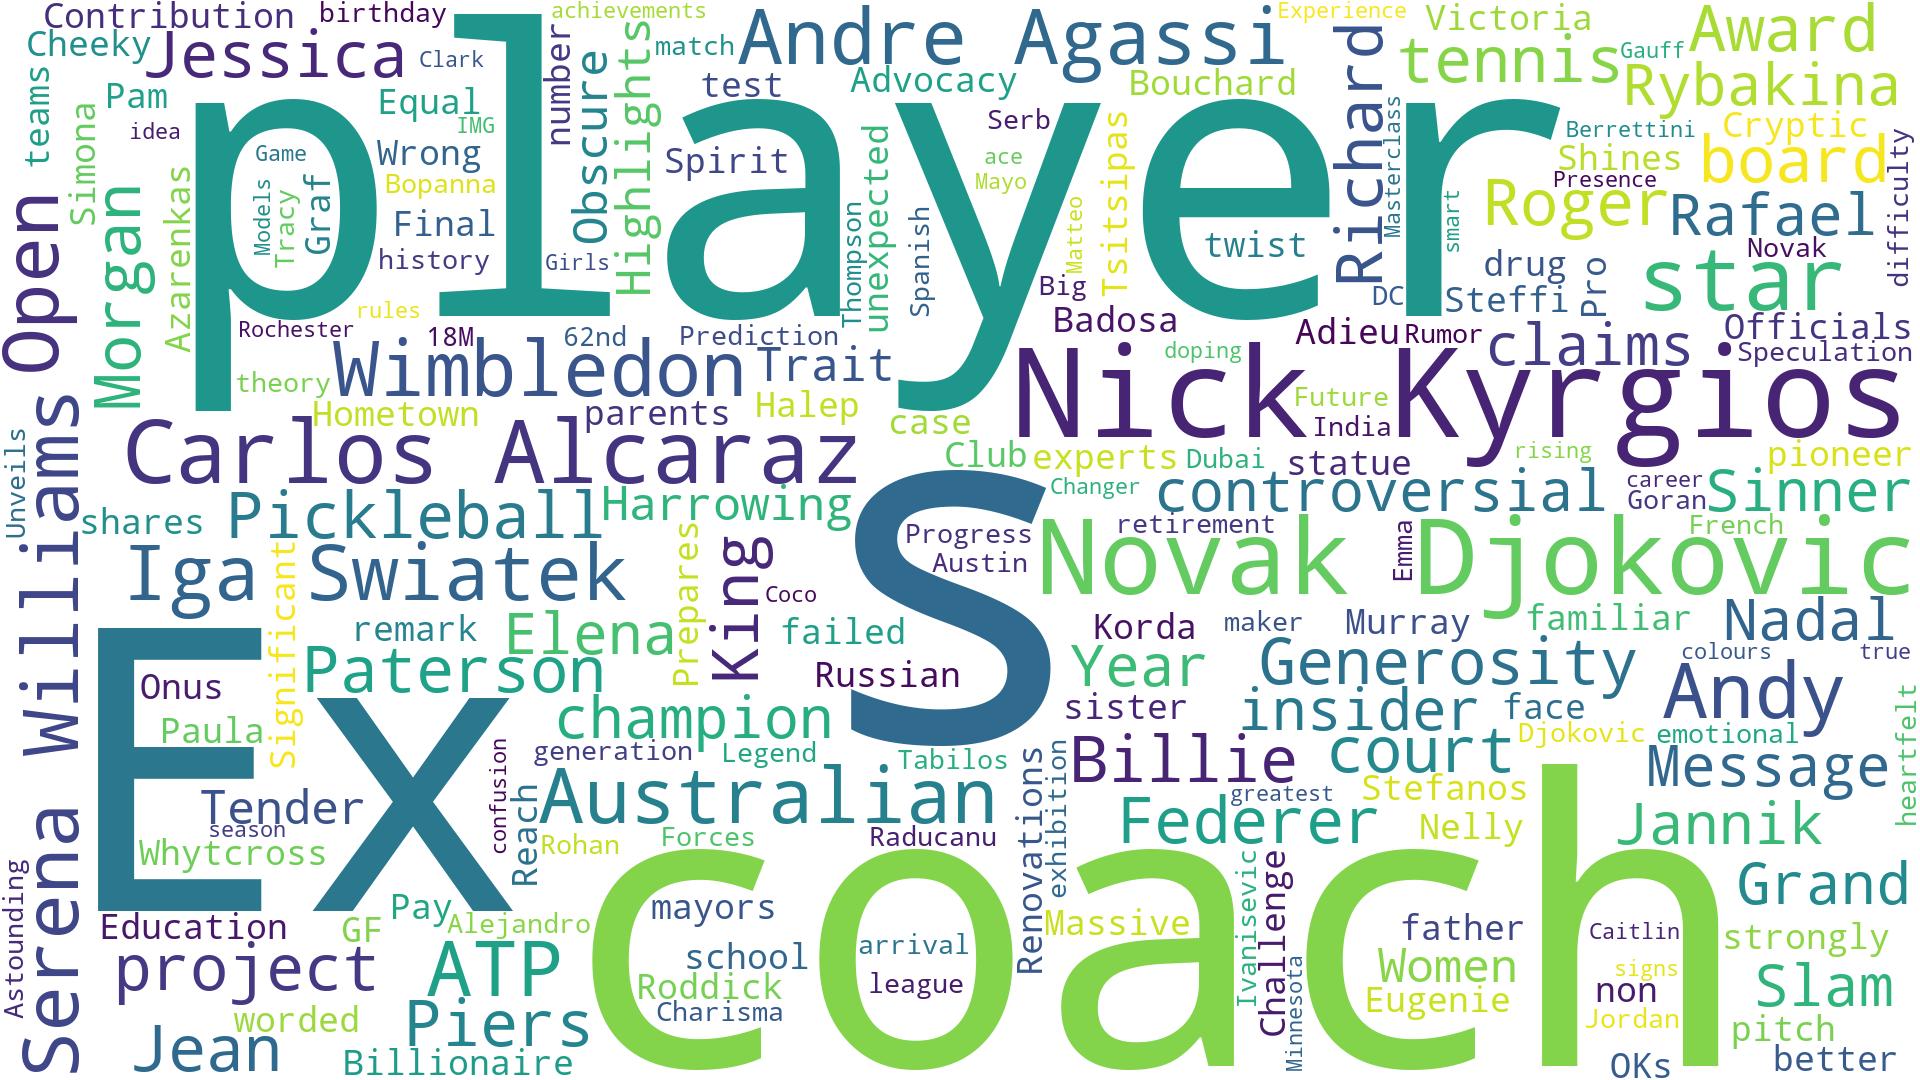 Contribution
birthday
achievements
Andre Agassi
Experience
Victoria
Award
Cheeky
Jessica
Clark
number
match
Richard
tennis
Gauff
teams
Pam
Equal
Obscure
Highlights
test
Advocacy
Bouchard
Rybakina
Simona
idea
IMG
player
Serb
Tsitsipas
Masterclass
Berrettini
Cryptic
Game
Wrong
Spirit
ace
Shines
board
difficulty
Morgan
Azarenkas
Models
Tracy
Graf
Bopanna
unexpected
Mayo
Presence
Open
Final
Thompson
Spanish
Matteo
twist
smart
Roger
Rafael
history
Girls
Big
DC
drug
Novak
Steffi
Pro
star
rules
Rochester
18M
62nd
Prediction
Badosa
Adieu
Rumor
claims
Officials
Speculation
theory
Wimbledon
Trait
doping
Nick Kyrgios
Hometown
parents
Halep
case
Future
India
Carlos Alcaraz
Club
experts
Dubai
statue
rising
pioneer
Unveils
Serena Williams
shares
Pickleball
Harrowing
S
Changer
controversial
career
Goran
Sinner
Progress
retirement
Emma
French
Iga Swiatek
Significant
Prepares
King
Austin
Novak Djokovic
Coco
remark
Elena
failed
Korda
maker
Murray
familiar
Nadal
Ex
Paterson
Russian
Year
Generosity
colours
true
Onus
Paula
champion
sister
insider
face
Andy
heartfelt
generation
Legend
Tabilos
Billie
court
Djokovic
emotional
confusion
Australian
Renovations
exhibition
greatest
Stefanos
Message
Tender
season
Reach
Federer
Nelly
Jannik
Whytcross
Rohan
Forces
Raducanu
coach
Astounding
Education
GF
Pay
Alejandro
mayors
Massive
Ivanisevic
Challenge
father
Caitlin
Grand
strongly
project
ATP
school
arrival
Minnesota
Women
signs
Roddick
league
Eugenie
non
Slam
worded
Piers
Charisma
Jordan
pitch
Jean
Billionaire
OKs
better